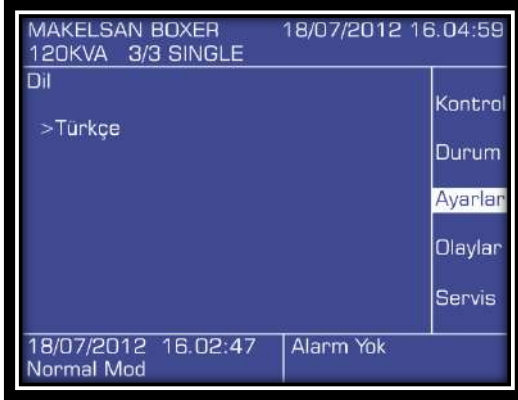 MAKELSAN BOXER 18/07/2012 16.04:59
120KVA 3/3 SINGLE
Dil
>Türkçe
Kontrol
Durum
Ayarlar
Olaylar
Servis
18/07/2012 16.02:47 Alarm Yok
Normal Mod